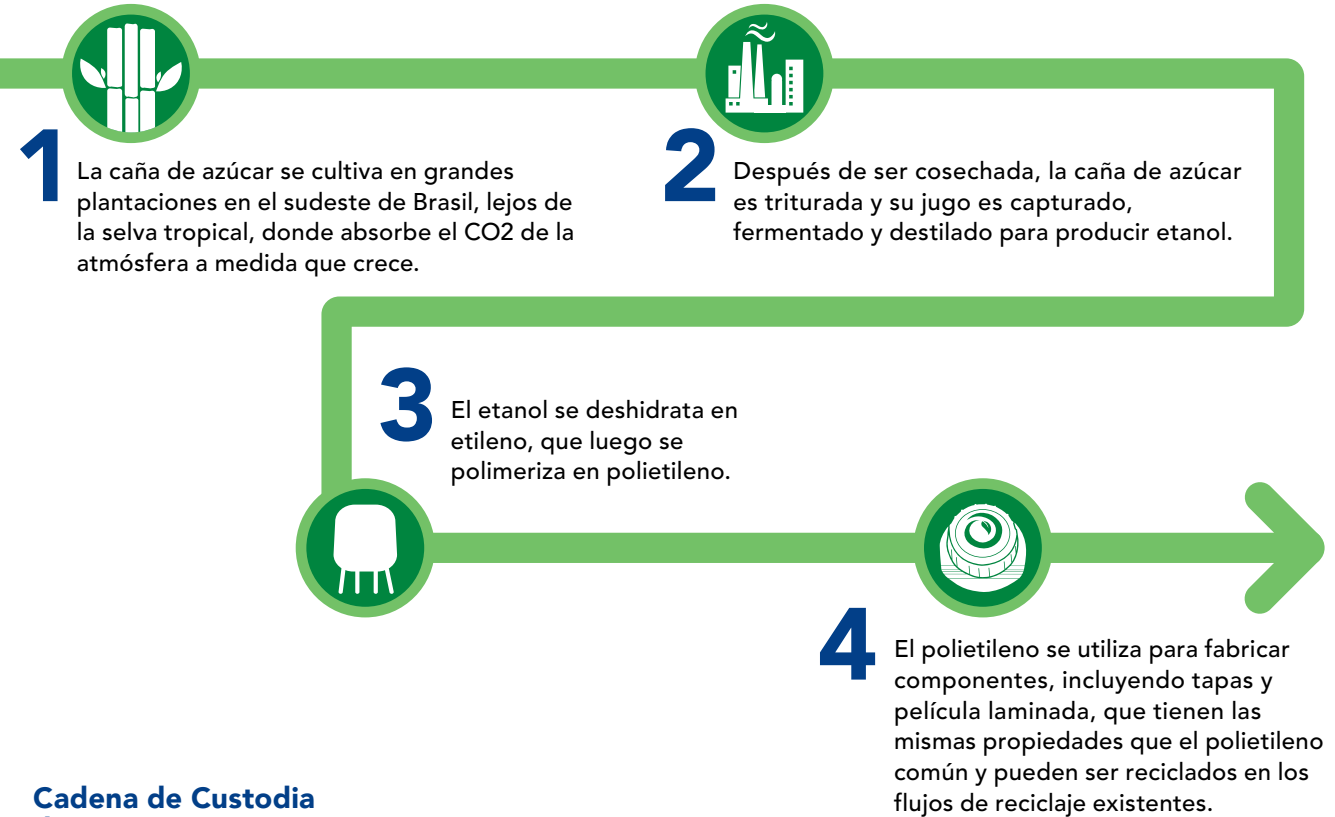 1
La caña de azúcar se cultiva en grandes
plantaciones en el sudeste de Brasil, lejos de
la selva tropical, donde absorbe el CO2 de la
atmósfera a medida que crece.
2
Después de ser cosechada, la caña de azúcar
es triturada y su jugo es capturado,
fermentado y destilado para producir etanol.
3
El etanol se deshidrata en
etileno, que luego se
polimeriza en polietileno.
4
El polietileno se utiliza para fabricar
componentes, incluyendo tapas y
película laminada, que tienen las
mismas propiedades que el polietileno
común y pueden ser reciclados en los
flujos de reciclaje existentes.
Cadena de Custodia